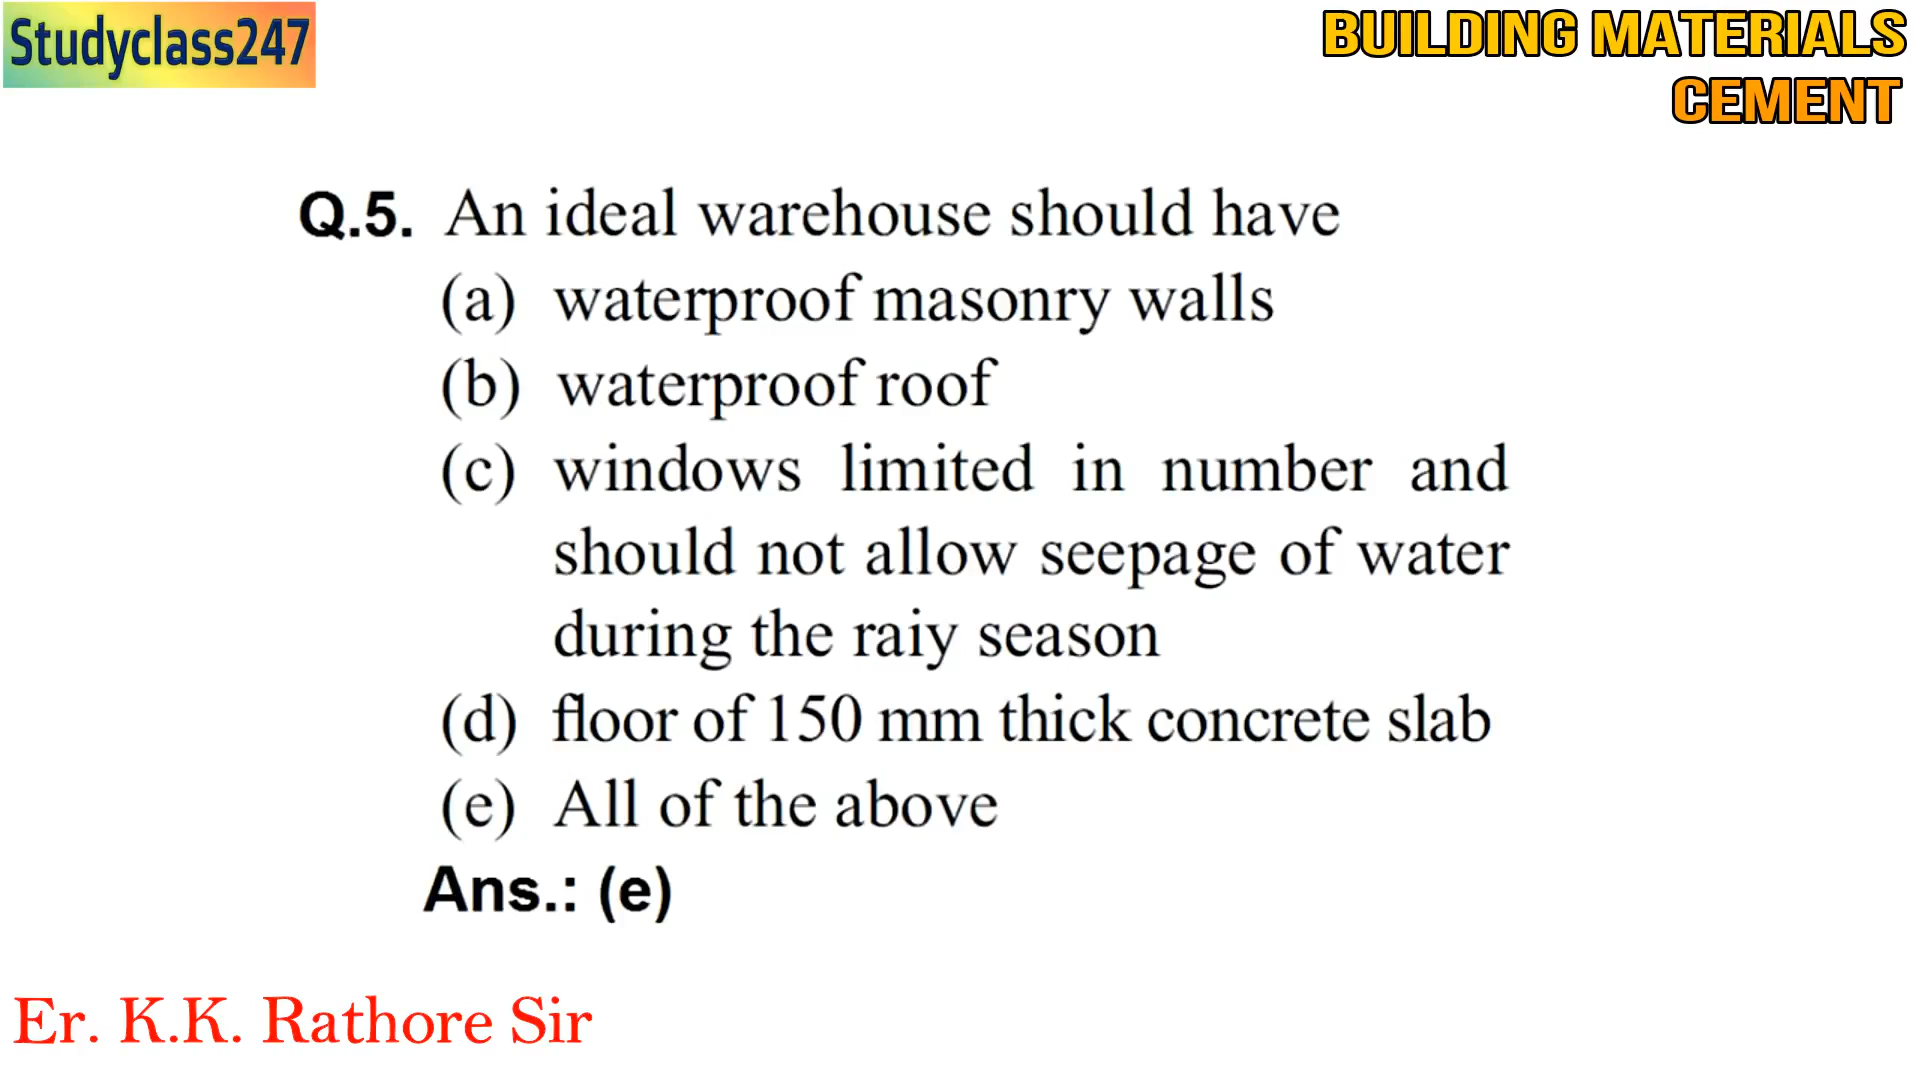 Studyclass247
BUILDING MATERIALS
CEMENT
Q.5. An ideal warehouse should have
(a) waterproof masonry walls
(b) waterproof roof
(c) windows limited in number and
should not allow seepage of water
during the raiy season
(d) floor of 150 mm thick concrete slab
(e) All of the above
Ans.: (e)
Er. K.K. Rathore Sir